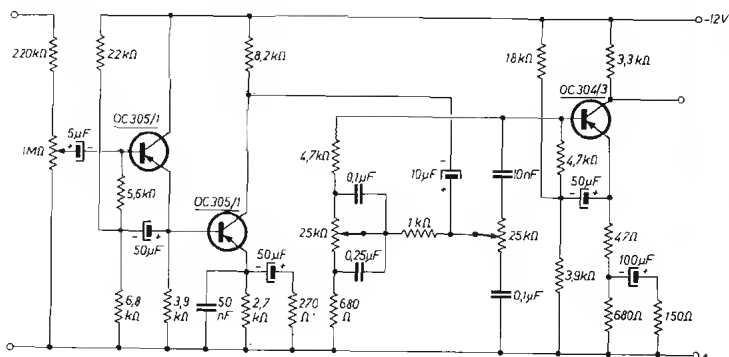 -12V
220kΩ
22kΩ
8,2kΩ
18kΩ
3,3kΩ
OC304/3
OC305/1
5µF
- +
1MΩ
4,7kΩ
10µF
-
+
10nF
4,7kΩ
0,1µF
50µF
- +
5,6kΩ
OC305/1
- +
50µF
25kΩ
1kΩ
25kΩ
47Ω
50µF
- +
0,25µF
3,9kΩ
100µF
- +
6,8
kΩ
3,9
kΩ
50
nF
2,7
kΩ
270
Ω
680
Ω
0,1µF
680Ω
150Ω
+